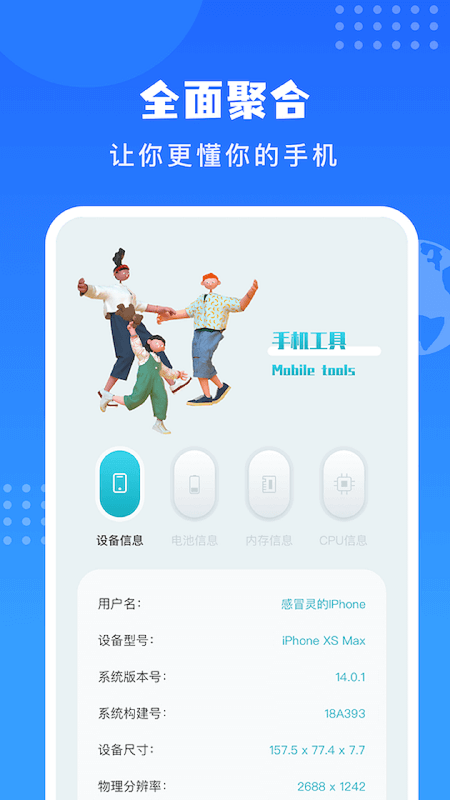 全面聚合
让你更懂你的手机
手机工具
Mobile tools
设备信息 电池信息 内存信息 CPU信息
用户名: 感冒灵的IPhone
设备型号: iPhone XS Max
系统版本号: 14.0.1
系统构建号: 18A393
设备尺寸: 157.5 x 77.4 x 7.7
物理分辨率: 2688 x 1242